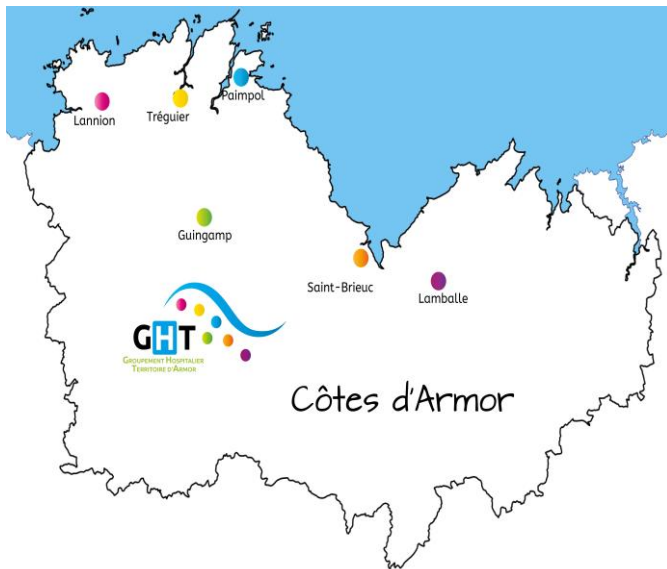 Paimpol
Lannion
Tréguier
Guingamp
Saint-Brieuc
Lamballe
GHT
Groupement Hospitalier
Territoire d'Armor
Côtes d'Armor